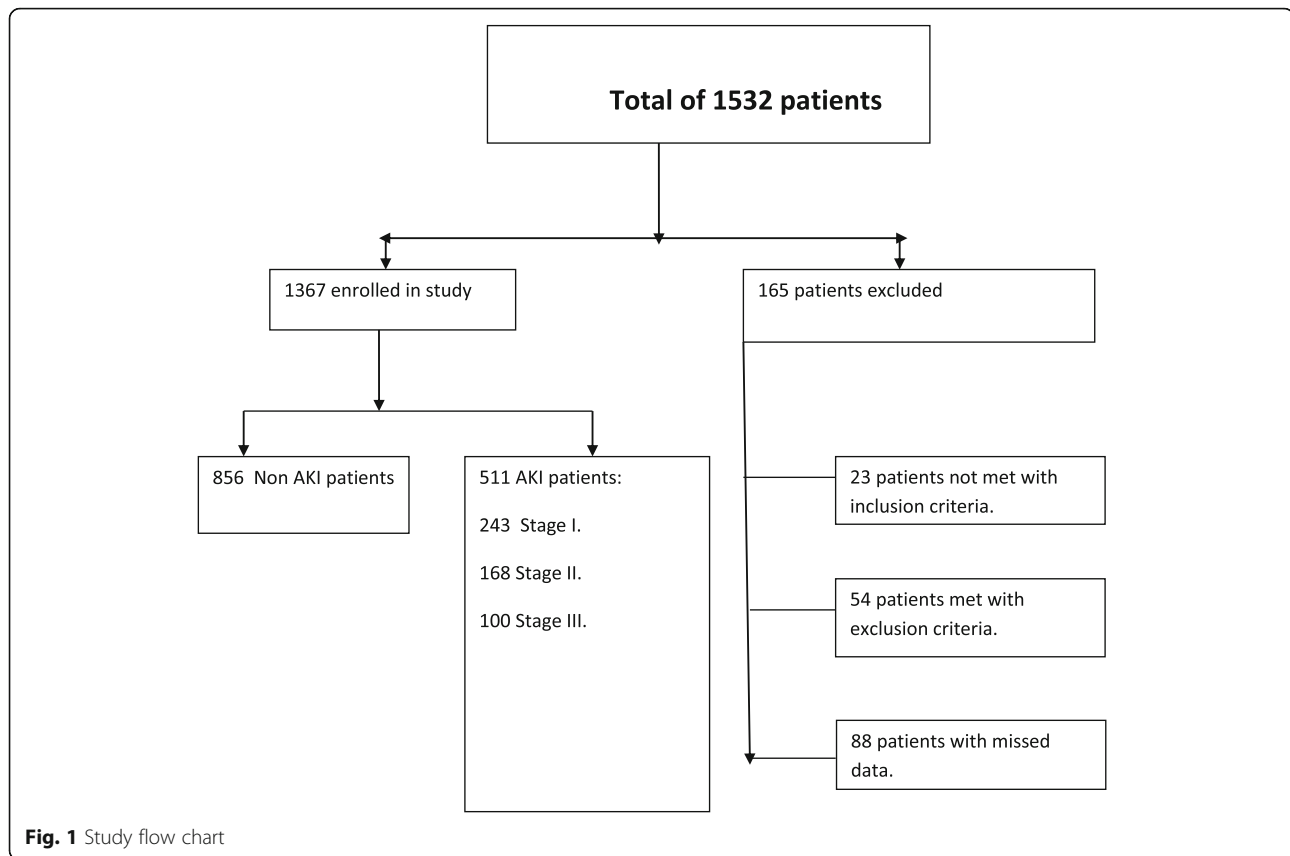 Total of 1532 patients
1367 enrolled in study
165 patients excluded
856 Non AKI patients
511 AKI patients:
243 Stage I.
168 Stage II.
100 Stage III.
23 patients not met with
inclusion criteria.
54 patients met with
exclusion criteria.
88 patients with missed
data.
Fig. 1 Study flow chart